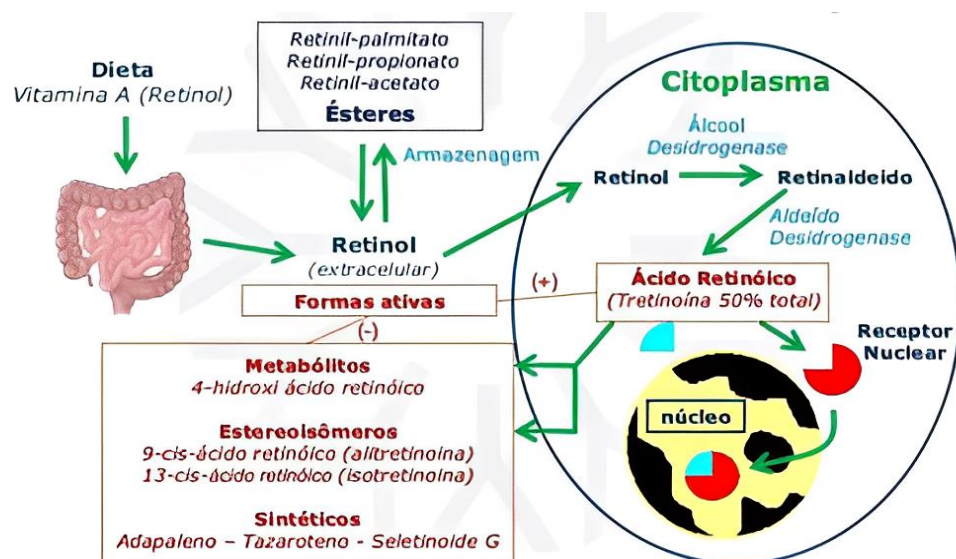 Dieta
Vitamina A (Retinol)
Retinil-palmitato
Retinil-propionato
Retinil-acetato
Ésteres
Armazenagem
Retinol
(extracelular)
Formas ativas
(+)
(-)
Metabólitos
4-hidroxi ácido retinóico
Estereoisômeros
9-cis-ácido retinóico (alitretinoina)
13-cis-ácido retinóico (isotretinoina)
Sintéticos
Adapaleno – Tazaroteno - Seletinoide G
Citoplasma
Álcool
Desidrogenase
Retinol
Retinaldeido
Aldeído
Desidrogenase
Ácido Retinóico
(Tretinoína 50% total)
Receptor
Nuclear
núcleo